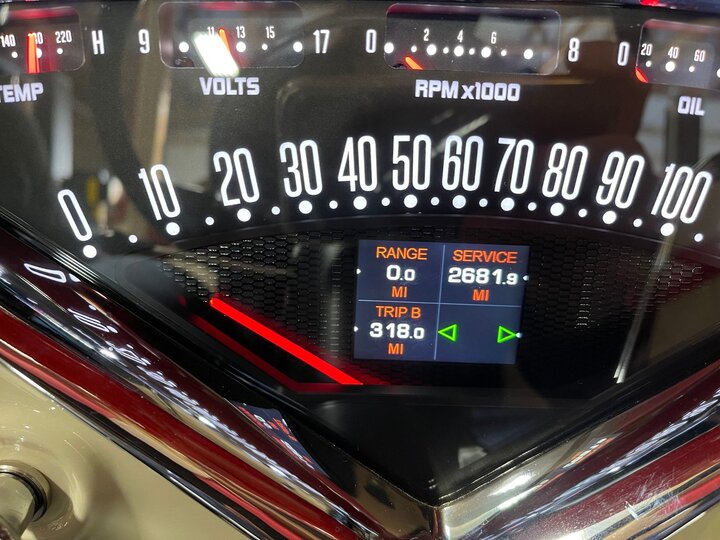 140 180 220 H
9 11 13 15 17
0 2 4 6 8
0 20 40 60
TEMP
VOLTS
RPM x1000
OIL
0 10 20 30 40 50 60 70 80 90 100
RANGE
0.0
MI
SERVICE
2681.9
MI
TRIP B
318.0
MI